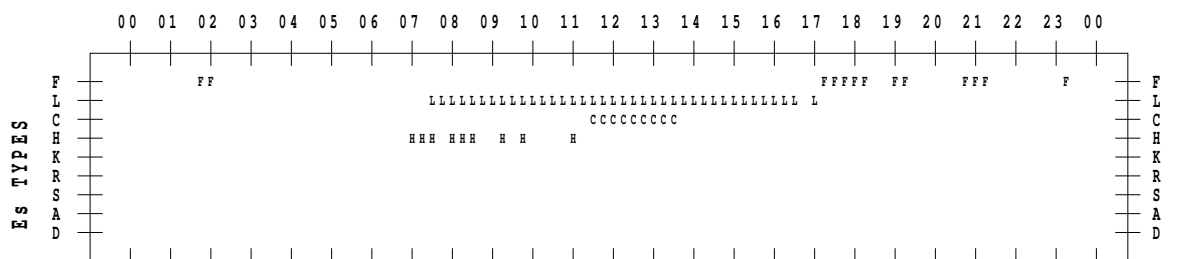 00 01 02 03 04 05 06 07 08 09 10 11 12 13 14 15 16 17 18 19 20 21 22 23 00
F FF FFFFF FF FFF F F
L LLLLLLLLLLLLLLLLLLLLLLLLLLLLLLLLLLLLL L L
C CCCCCCCCC C
H HHH HHH H H H H
K K
R R
S S
A A
D D
Es TYPES